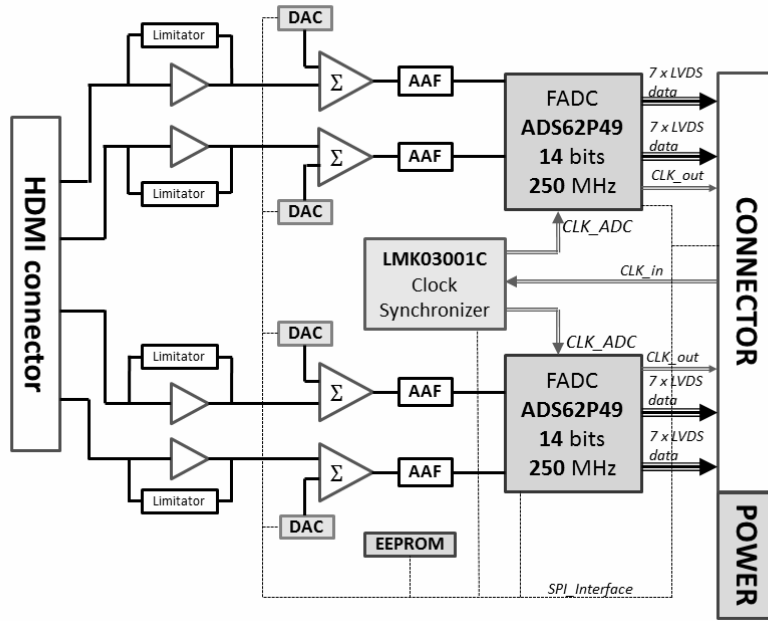 DAC
Limitator
Σ
AAF
FADC
ADS62P49
14 bits
250 MHz
7 x LVDS
data
7 x LVDS
data
CLK_out
Limitator
Σ
AAF
DAC
CLK_ADC
HDMI connector
LMK03001C
Clock
Synchronizer
CLK_in
CONNECTOR
DAC
Limitator
Σ
AAF
CLK_ADC
FADC
ADS62P49
14 bits
250 MHz
CLK_out
7 x LVDS
data
7 x LVDS
data
Σ
AAF
Limitator
DAC
EEPROM
SPI_Interface
POWER